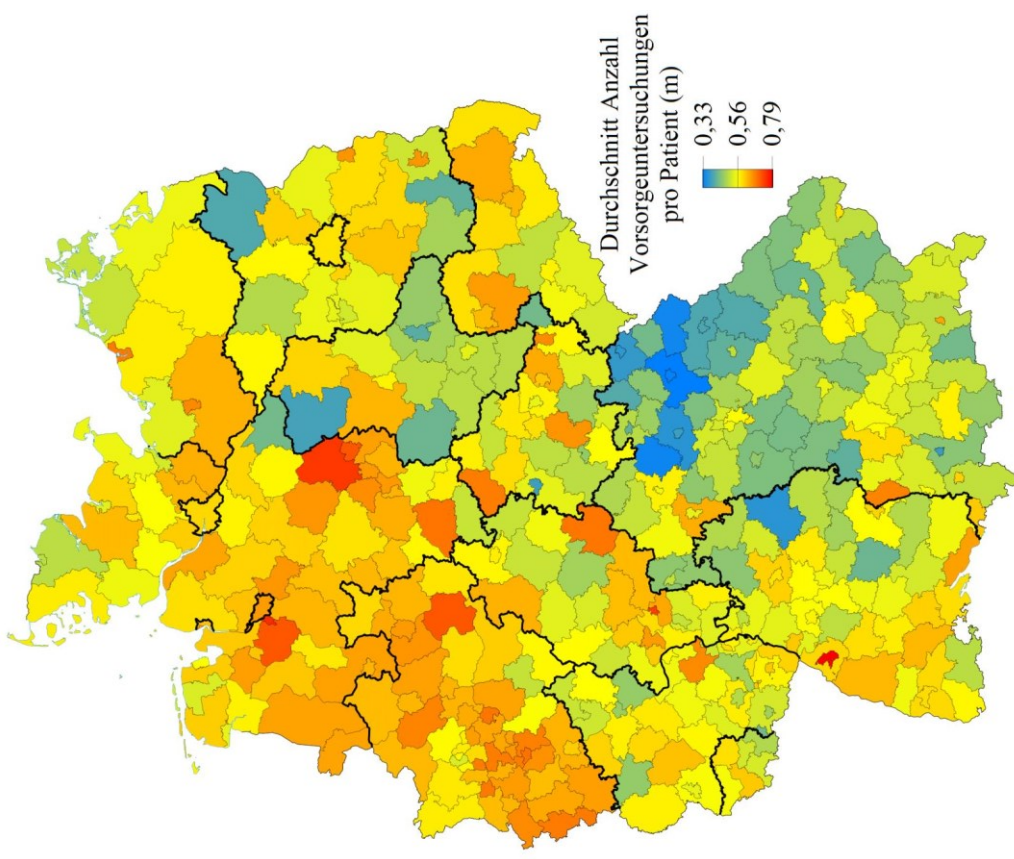 Durchschnitt Anzahl
Vorsorgeuntersuchungen
pro Patient (m)
0,33
0,56
0,79